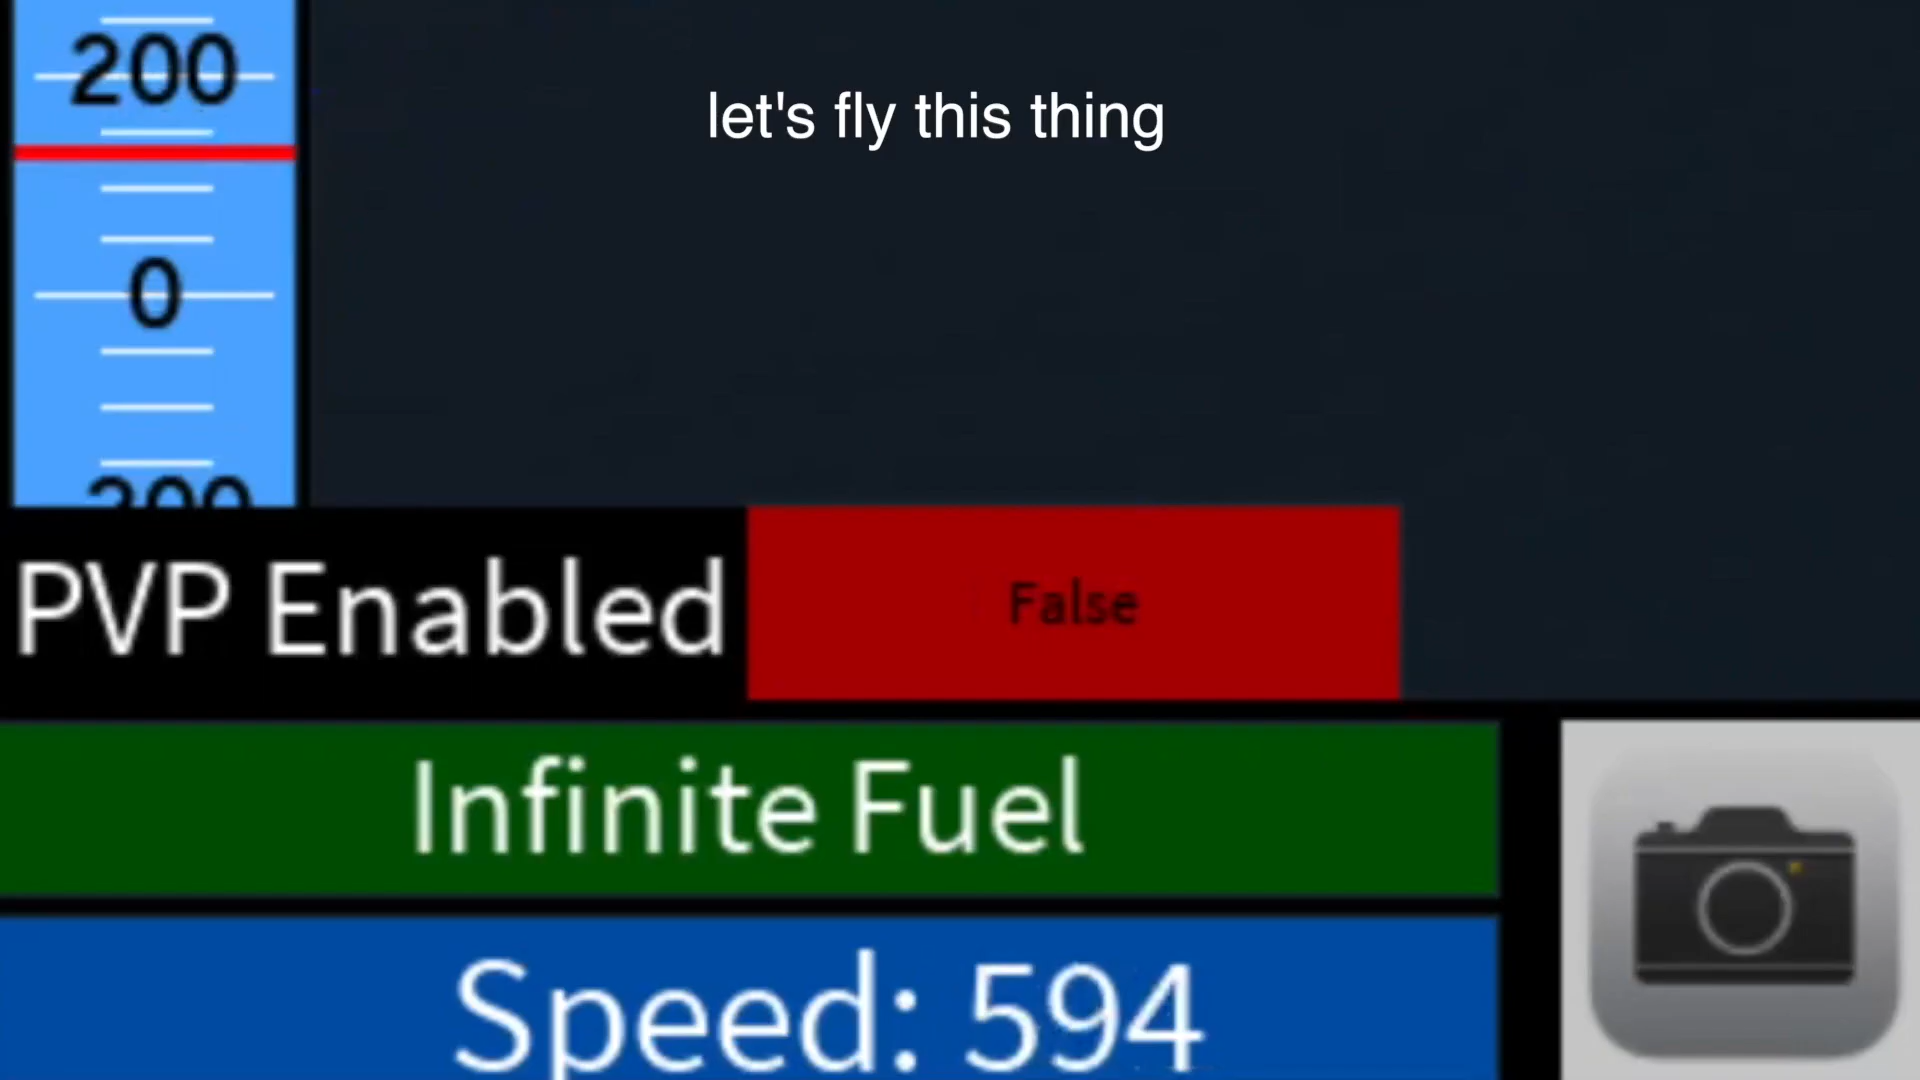 200
let's fly this thing
0
PVP Enabled
False
Infinite Fuel
Speed: 594